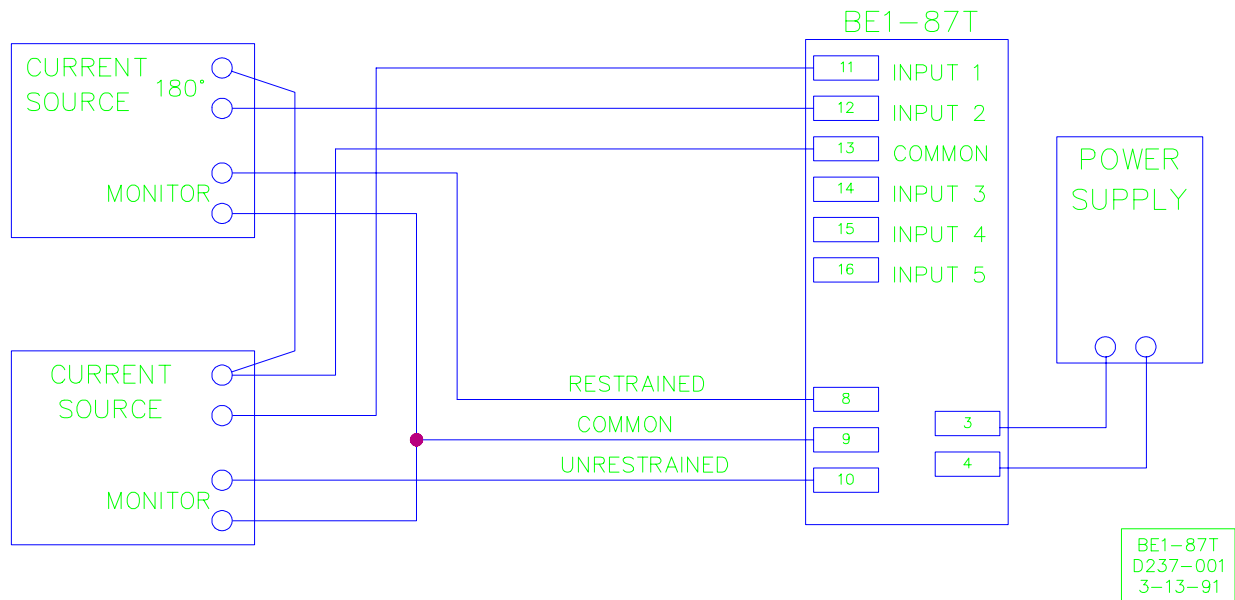 BE1-87T
CURRENT
SOURCE
180°
MONITOR
CURRENT
SOURCE
MONITOR
RESTRAINED
COMMON
UNRESTRAINED
11 INPUT 1
12 INPUT 2
13 COMMON
14 INPUT 3
15 INPUT 4
16 INPUT 5
8
9
10
3
4
POWER
SUPPLY
BE1-87T
D237-001
3-13-91